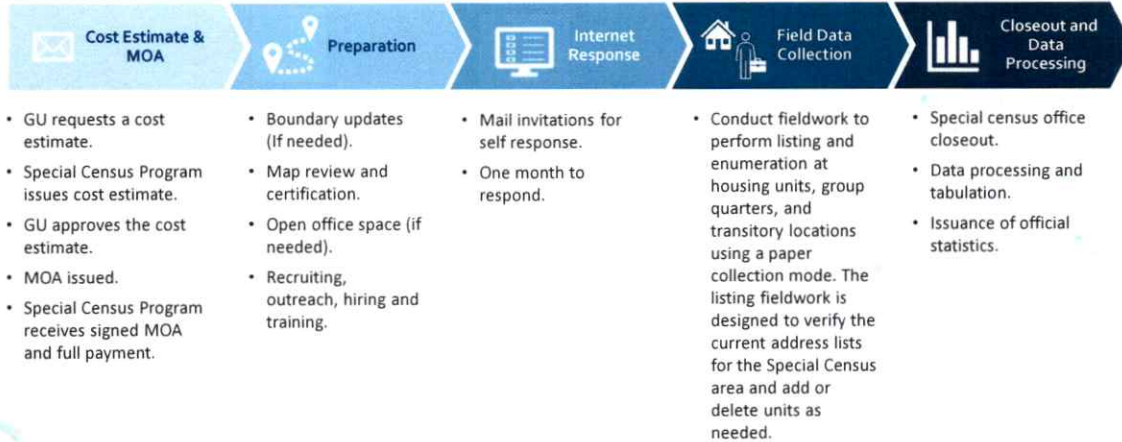 Cost Estimate &
MOA
Preparation
Internet
Response
Field Data
Collection
Closeout and
Data
Processing
• GU requests a cost
estimate.
• Special Census Program
issues cost estimate.
• GU approves the cost
estimate.
• MOA issued.
• Special Census Program
receives signed MOA
and full payment.
• Boundary updates
(If needed).
• Map review and
certification.
• Open office space (if
needed).
• Recruiting,
outreach, hiring and
training.
• Mail invitations for
self response.
• One month to
respond.
• Conduct fieldwork to
perform listing and
enumeration at
housing units, group
quarters, and
transitory locations
using a paper
collection mode. The
listing fieldwork is
designed to verify the
current address lists
for the Special Census
area and add or
delete units as
needed.
• Special census office
closeout.
• Data processing and
tabulation.
• Issuance of official
statistics.